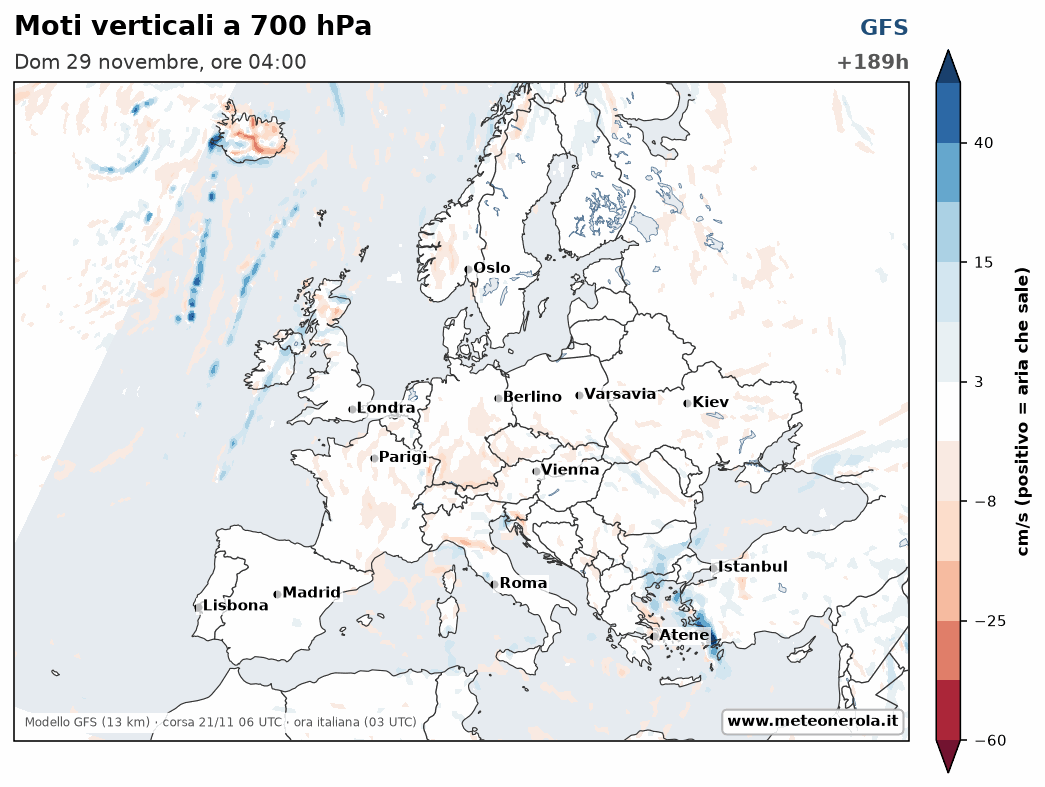 Moti verticali a 700 hPa
GFS
Dom 29 novembre, ore 04:00
+189h
40
15
3
−8
−25
−60
cm/s (positivo = aria che sale)
Oslo
Berlino
Varsavia
Kiev
Londra
Parigi
Vienna
Istanbul
Roma
Madrid
Lisbona
Atene
Modello GFS (13 km) · corsa 21/11 06 UTC · ora italiana (03 UTC)
www.meteonerola.it